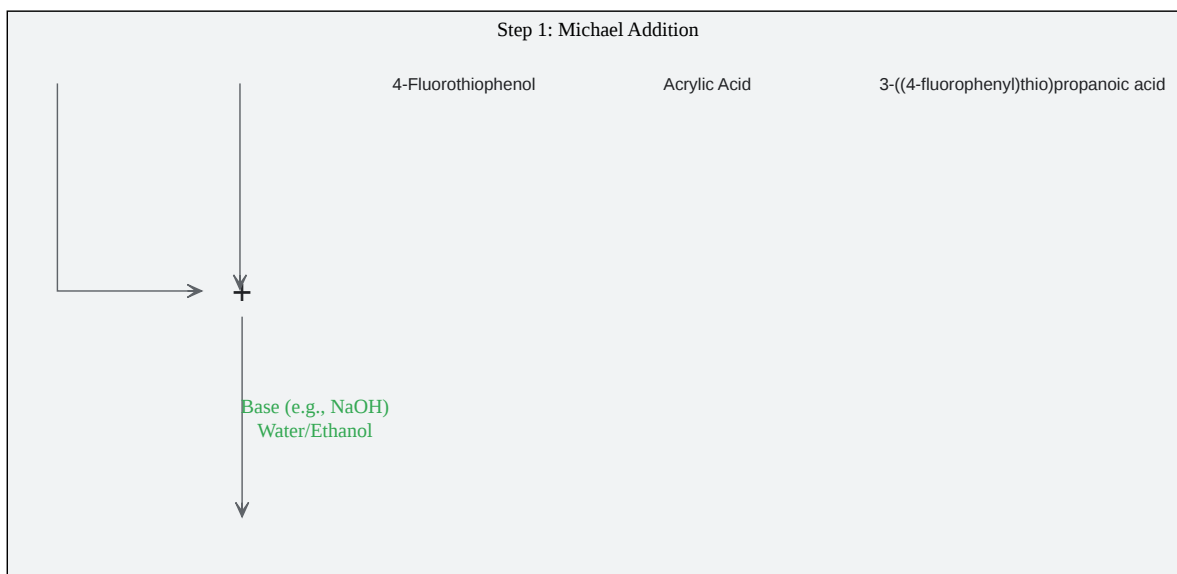 Step 1: Michael Addition
4-Fluorothiophenol
Acrylic Acid
3-((4-fluorophenyl)thio)propanoic acid
+
Base (e.g., NaOH)
Water/Ethanol